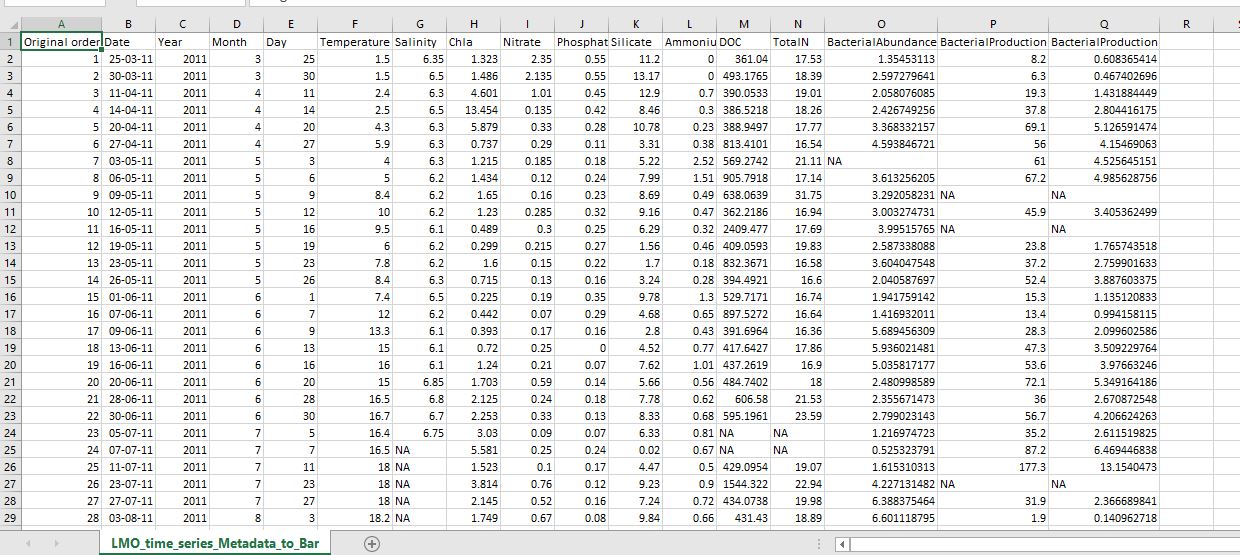 A B C D E F G H I J K L M N O P Q R
1 Original order Date Year Month Day Temperature Salinity Chla Nitrate Phosphat Silicate Ammoniu DOC TotalN BacterialAbundance BacterialProduction BacterialProduction
2 1 25-03-11 2011 3 25 1.5 6.35 1.323 2.35 0.55 11.2 0 361.04 17.53 1.35453113 8.2 0.608365414
3 2 30-03-11 2011 3 30 1.5 6.5 1.486 2.135 0.55 13.17 0 493.1765 18.39 2.597279641 6.3 0.467402696
4 3 11-04-11 2011 4 11 2.4 6.3 4.601 1.01 0.45 12.9 0.7 390.0533 19.01 2.058076085 19.3 1.431884449
5 4 14-04-11 2011 4 14 2.5 6.5 13.454 0.135 0.42 8.46 0.3 386.5218 18.26 2.426749256 37.8 2.804416175
6 5 20-04-11 2011 4 20 4.3 6.3 5.879 0.33 0.28 10.78 0.23 388.9497 17.77 3.368332157 69.1 5.126591474
7 6 27-04-11 2011 4 27 5.9 6.3 0.737 0.29 0.11 3.31 0.38 813.4101 16.54 4.593846721 56 4.15469063
8 7 03-05-11 2011 5 3 4 6.3 1.215 0.185 0.18 5.22 2.52 569.2742 21.11 NA 61 4.525645151
9 8 06-05-11 2011 5 6 5 6.2 1.434 0.12 0.24 7.99 1.51 905.7918 17.14 3.613256205 67.2 4.985628756
10 9 09-05-11 2011 5 9 8.4 6.2 1.65 0.16 0.23 8.69 0.49 638.0639 31.75 3.292058231 NA NA
11 10 12-05-11 2011 5 12 10 6.2 1.23 0.285 0.32 9.16 0.47 362.2186 16.94 3.003274731 45.9 3.405362499
12 11 16-05-11 2011 5 16 9.5 6.1 0.489 0.3 0.25 6.29 0.32 2409.477 17.69 3.99515765 NA NA
13 12 19-05-11 2011 5 19 6 6.2 0.299 0.215 0.27 1.56 0.46 409.0593 19.83 2.587338088 23.8 1.765743518
14 13 23-05-11 2011 5 23 7.8 6.2 1.6 0.15 0.22 1.7 0.18 832.3671 16.58 3.604047548 37.2 2.759901633
15 14 26-05-11 2011 5 26 8.4 6.3 0.715 0.13 0.16 3.24 0.28 394.4921 16.6 2.040587697 52.4 3.887603375
16 15 01-06-11 2011 6 1 7.4 6.5 0.225 0.19 0.35 9.78 1.3 529.7171 16.74 1.941759142 15.3 1.135120833
17 16 07-06-11 2011 6 7 12 6.2 0.442 0.07 0.29 4.68 0.65 897.5272 16.64 1.416932011 13.4 0.994158115
18 17 09-06-11 2011 6 9 13.3 6.1 0.393 0.17 0.16 2.8 0.43 391.6964 16.36 5.689456309 28.3 2.099602586
19 18 13-06-11 2011 6 13 15 6.1 0.72 0.25 0 4.52 0.77 417.6427 17.86 5.936021481 47.3 3.509229764
20 19 16-06-11 2011 6 16 16 6.1 1.24 0.21 0.07 7.62 1.01 437.2619 16.9 5.035817177 53.6 3.97663246
21 20 20-06-11 2011 6 20 15 6.85 1.703 0.59 0.14 5.66 0.56 484.7402 18 2.480998589 72.1 5.349164186
22 21 28-06-11 2011 6 28 16.5 6.8 2.125 0.24 0.18 7.78 0.62 606.58 21.53 2.355671473 36 2.670872548
23 22 30-06-11 2011 6 30 16.7 6.7 2.253 0.33 0.13 8.33 0.68 595.1961 23.59 2.799023143 56.7 4.206624263
24 23 05-07-11 2011 7 5 16.4 6.75 3.03 0.09 0.07 6.33 0.81 NA NA 1.216974723 35.2 2.611519825
25 24 07-07-11 2011 7 7 16.5 NA 5.581 0.25 0.24 0.02 0.67 NA NA 0.525323791 87.2 6.469446838
26 25 11-07-11 2011 7 11 18 NA 1.523 0.1 0.17 4.47 0.5 429.0954 19.07 1.615310313 177.3 13.1540473
27 26 23-07-11 2011 7 23 18 NA 3.814 0.76 0.12 9.23 0.9 1544.322 22.94 4.227131482 NA NA
28 27 27-07-11 2011 7 27 18 NA 2.145 0.52 0.16 7.24 0.72 434.0738 19.98 6.388375464 31.9 2.366689841
29 28 03-08-11 2011 8 3 18.2 NA 1.749 0.67 0.08 9.84 0.66 431.43 18.89 6.601118795 1.9 0.140962718
LMO_time_series_Metadata_to_Bar